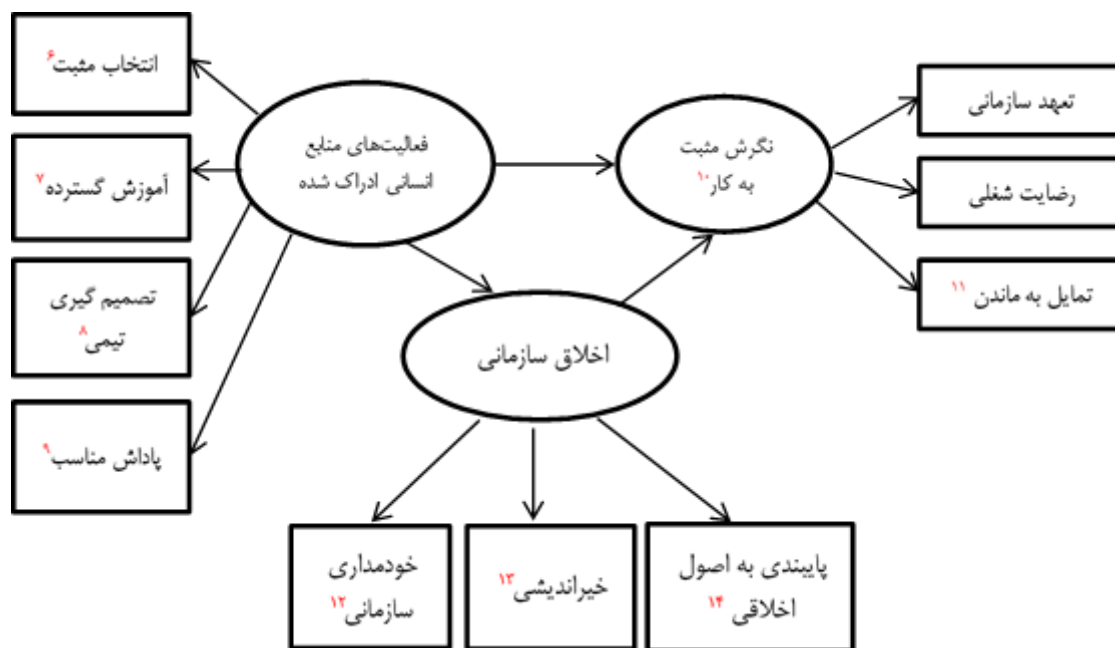 انتخاب مثبت۶
آموزش گسترده۷
تصمیم گیری
تیمی۸
پاداش مناسب۹
فعالیت‌های منابع
انسانی ادراک شده
نگرش مثبت
به کار۱۰
تعهد سازمانی
رضایت شغلی
تمایل به ماندن ۱۱
اخلاق سازمانی
خودمداری
سازمانی۱۲
خیراندیشی۱۳
پایبندی به اصول
اخلاقی ۱۴